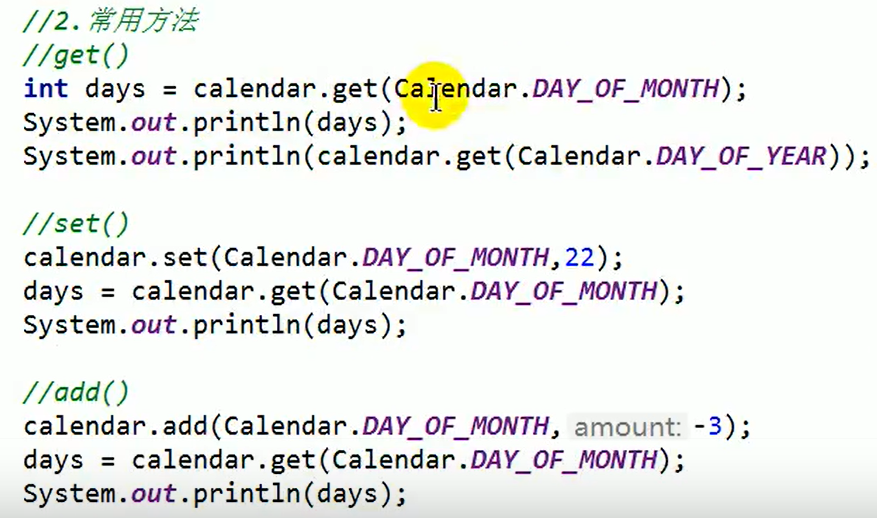 //2.常用方法
//get()
int days = calendar.get(Calendar.DAY_OF_MONTH);
System.out.println(days);
System.out.println(calendar.get(Calendar.DAY_OF_YEAR));
//set()
calendar.set(Calendar.DAY_OF_MONTH,22);
days = calendar.get(Calendar.DAY_OF_MONTH);
System.out.println(days);
//add()
calendar.add(Calendar.DAY_OF_MONTH, amount: -3);
days = calendar.get(Calendar.DAY_OF_MONTH);
System.out.println(days);